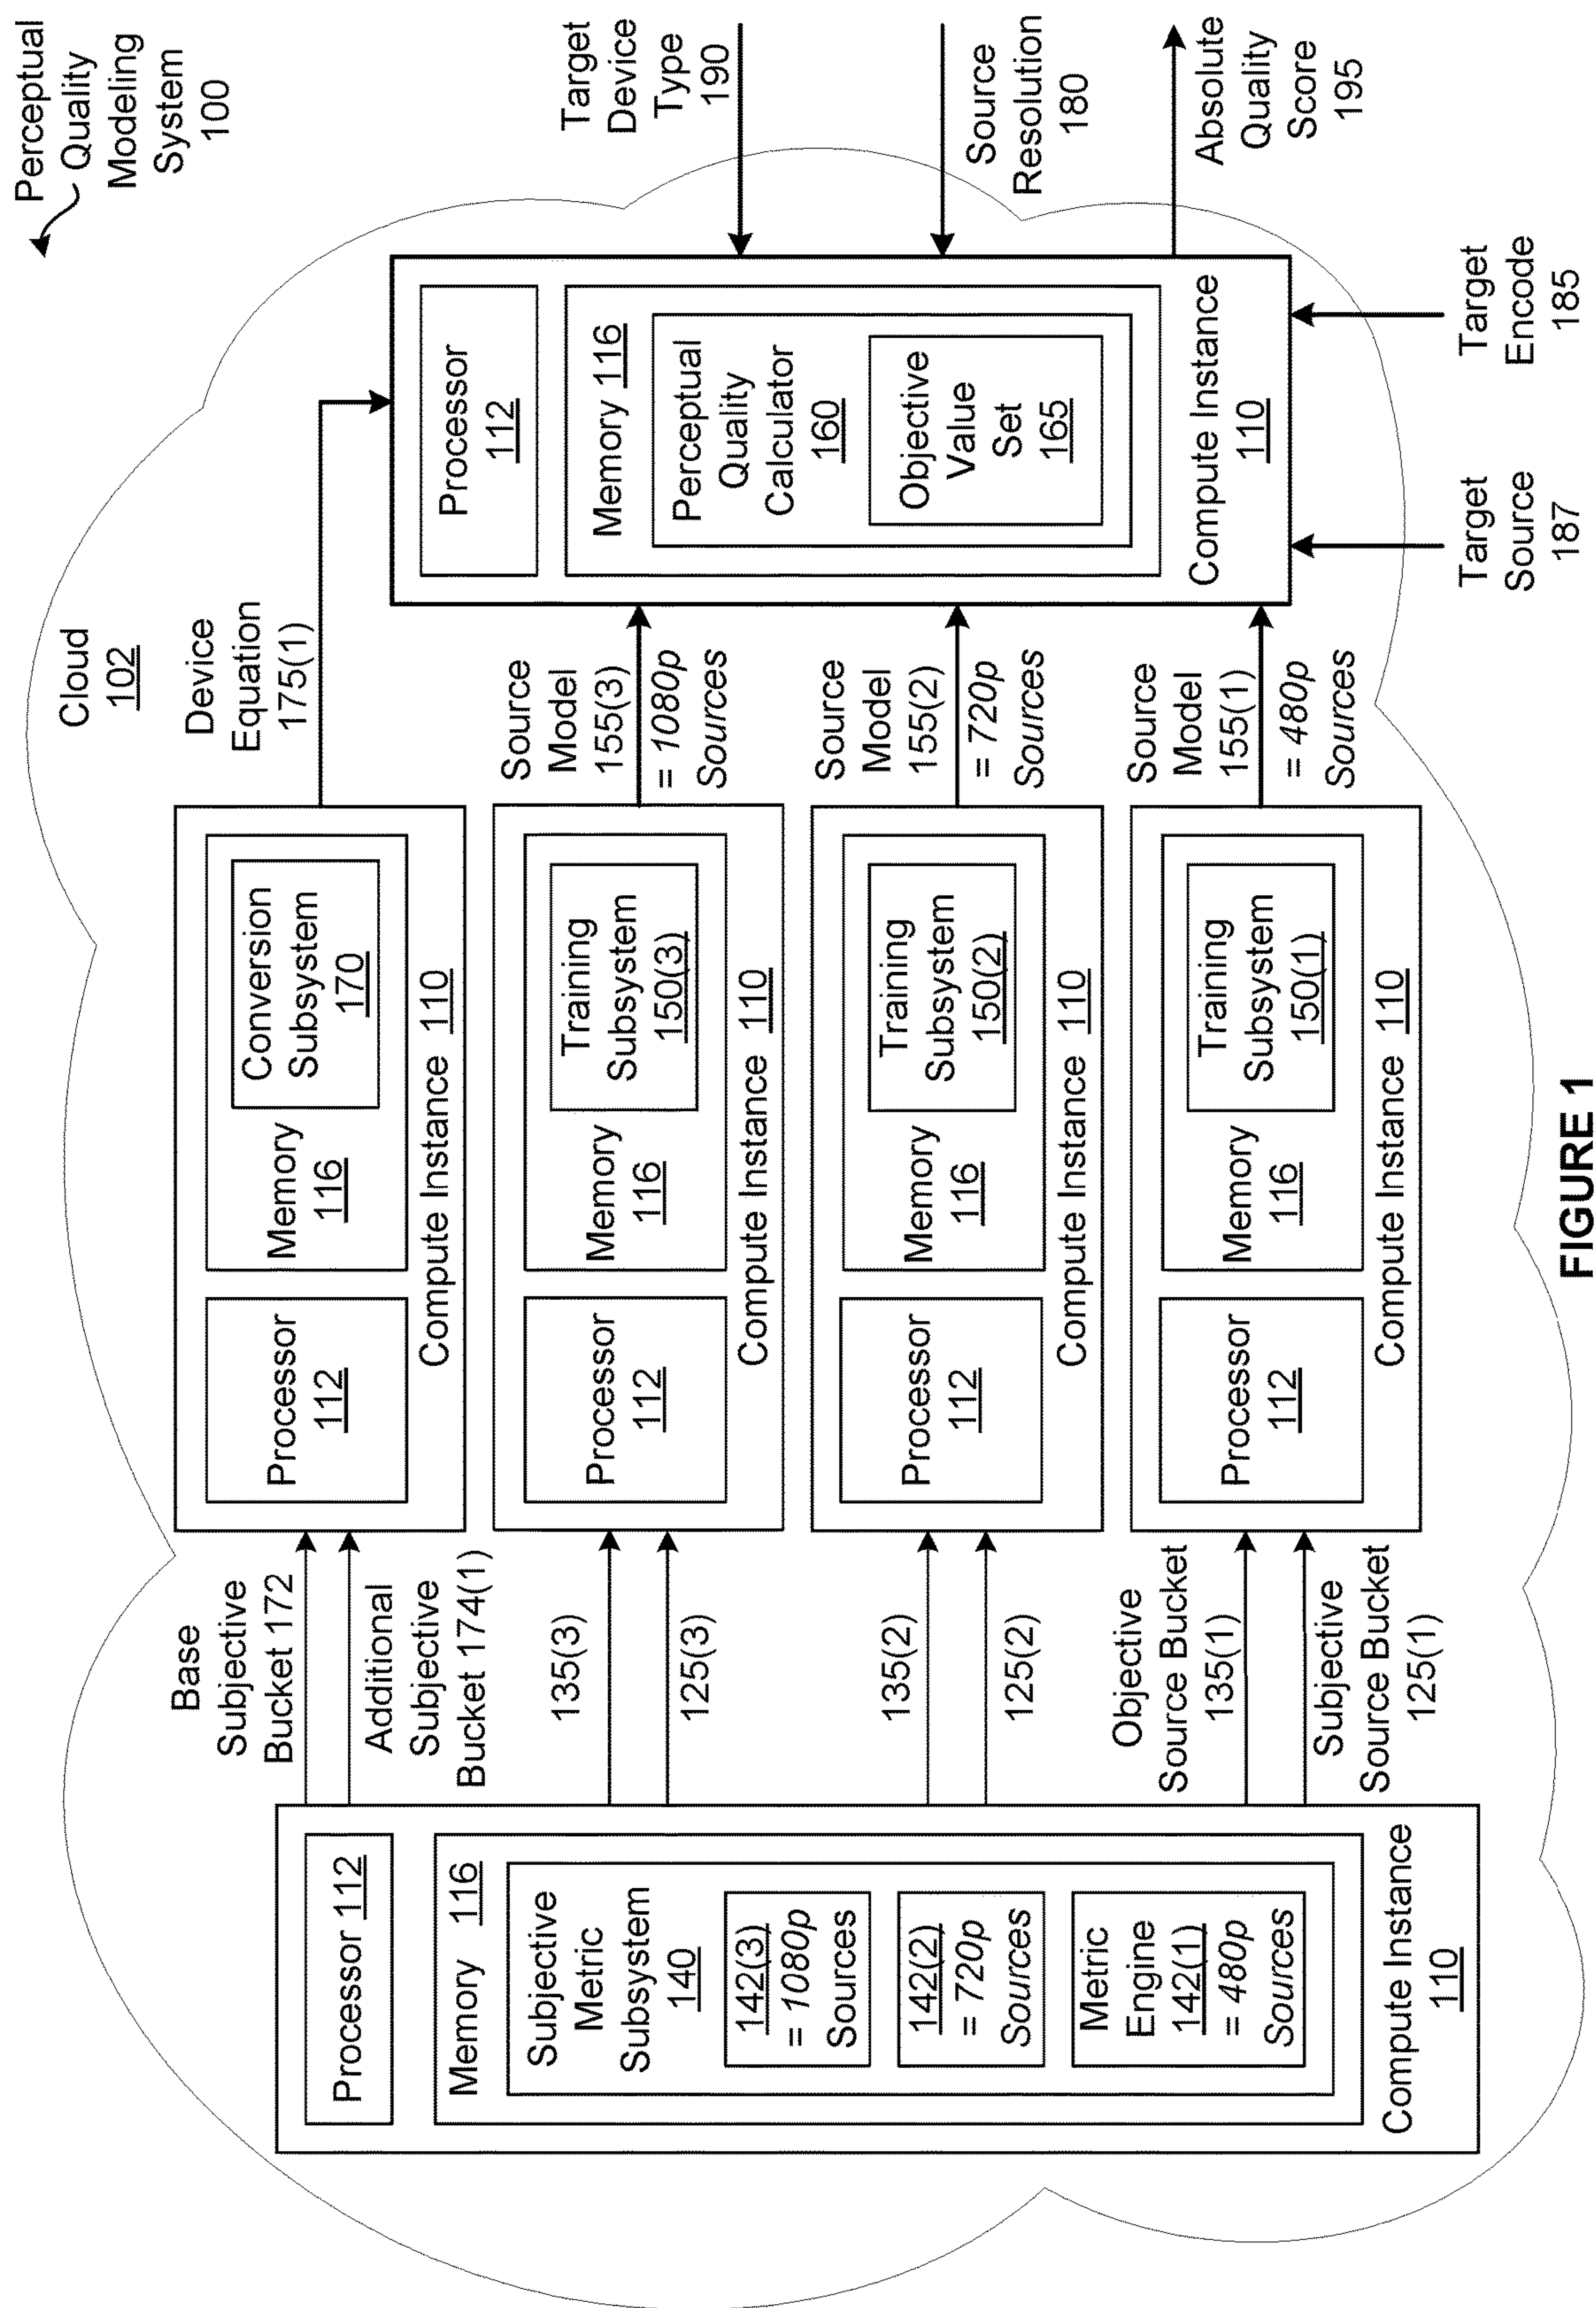 Perceptual
Quality
Modeling
System
100
Cloud
102
Processor 112
Memory 116
Subjective
Metric
Subsystem
140
142(3)
= 1080p
Sources
142(2)
= 720p
Sources
Metric
Engine
142(1)
= 480p
Sources
Compute Instance
110
Base
Subjective
Bucket 172
Additional
Subjective
Bucket 174(1)
135(3)
125(3)
135(2)
125(2)
Objective
Source Bucket
135(1)
Subjective
Source Bucket
125(1)
Processor
112
Memory
116
Conversion
Subsystem
170
Compute Instance 110
Processor
112
Memory
116
Training
Subsystem
150(3)
Compute Instance 110
Processor
112
Memory
116
Training
Subsystem
150(2)
Compute Instance 110
Processor
112
Memory
116
Training
Subsystem
150(1)
Compute Instance 110
Device
Equation
175(1)
Source
Model
155(3)
= 1080p
Sources
Source
Model
155(2)
= 720p
Sources
Source
Model
155(1)
= 480p
Sources
Processor
112
Memory 116
Perceptual
Quality
Calculator
160
Objective
Value
Set
165
Compute Instance
110
Target
Device
Type
190
Source
Resolution
180
Absolute
Quality
Score
195
Target
Source
187
Target
Encode
185
FIGURE 1